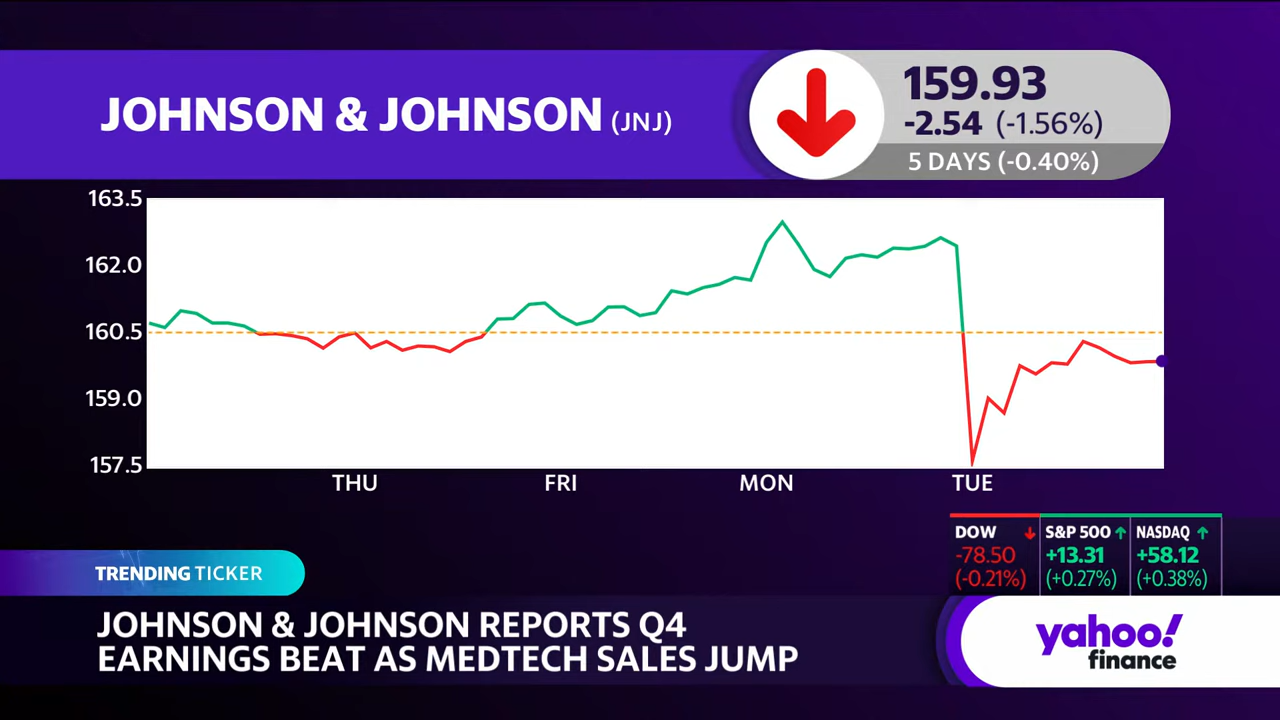 JOHNSON & JOHNSON (JNJ)
159.93
-2.54 (-1.56%)
5 DAYS (-0.40%)
163.5
162.0
160.5
159.0
157.5
THU FRI MON TUE
DOW S&P 500 NASDAQ
-78.50 +13.31 +58.12
(-0.21%) (+0.27%) (+0.38%)
TRENDING TICKER
JOHNSON & JOHNSON REPORTS Q4
EARNINGS BEAT AS MEDTECH SALES JUMP
yahoo!
finance